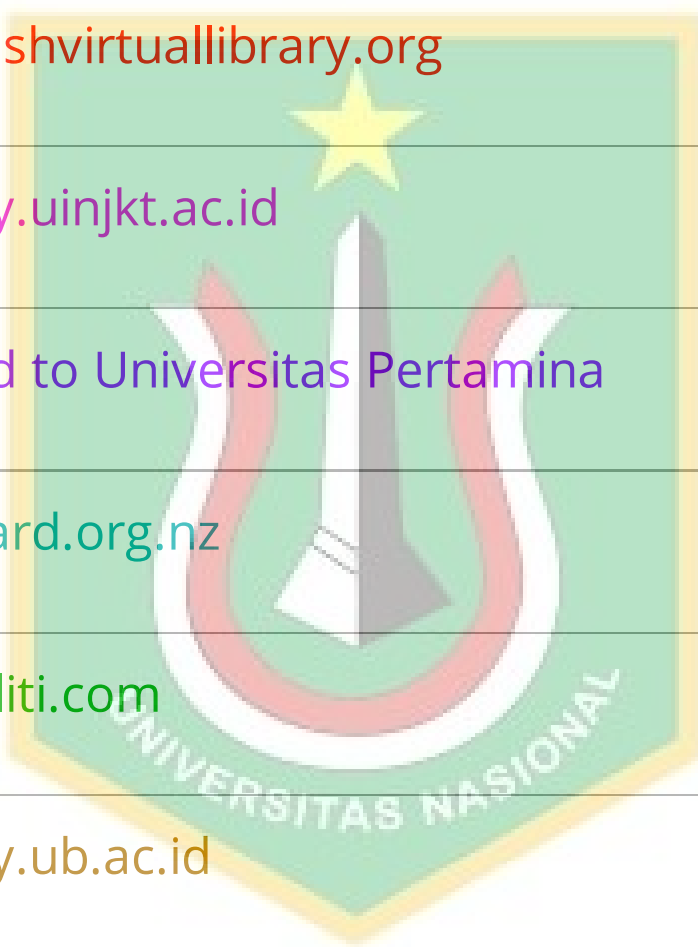 shvirtuallibrary.org
y.uinjkt.ac.id
d to Universitas Pertamina
ard.org.nz
liti.com
UNIVERSITAS NASIONAL
y.ub.ac.id